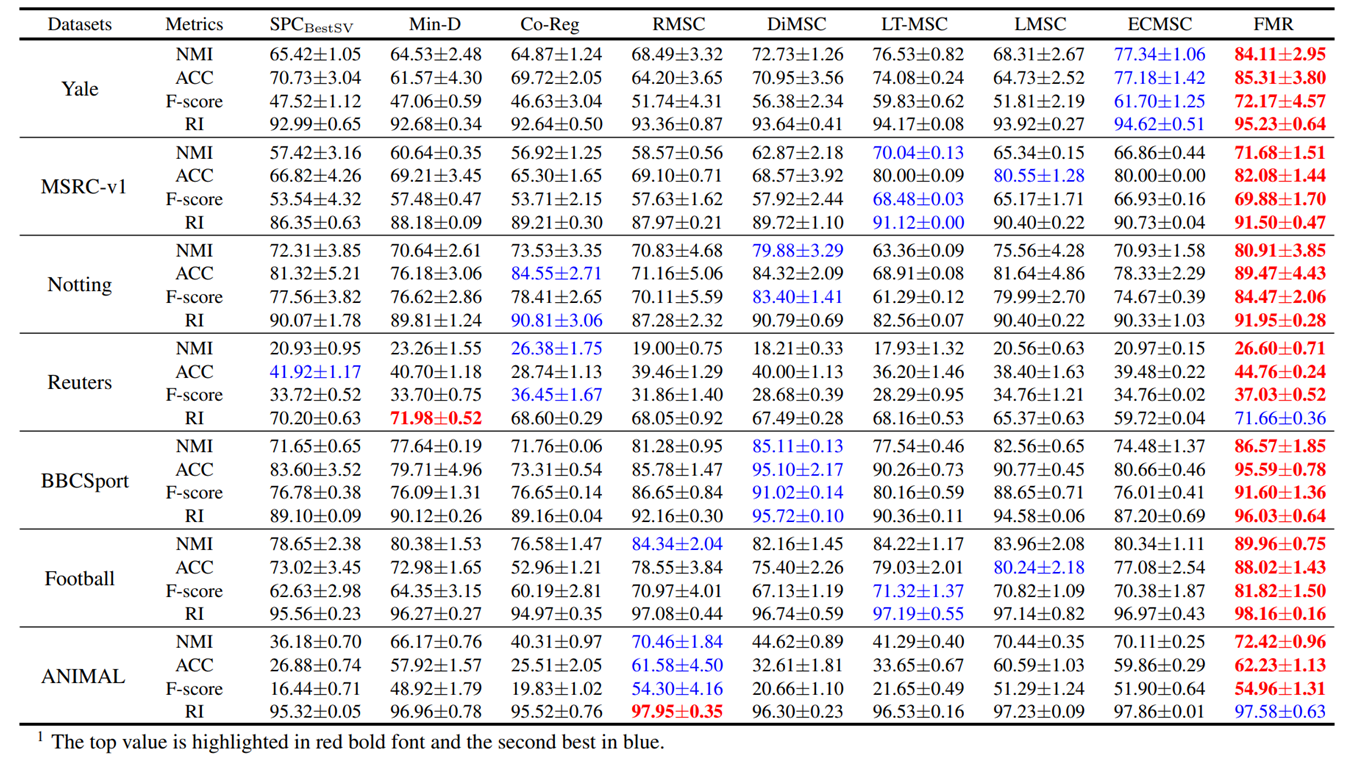 Datasets Metrics SPC_BestSV Min-D Co-Reg RMSC DiMSC LT-MSC LMSC ECMSC FMR
NMI 65.42±1.05 64.53±2.48 64.87±1.24 68.49±3.32 72.73±1.26 76.53±0.82 68.31±2.67 77.34±1.06 84.11±2.95
ACC 70.73±3.04 61.57±4.30 69.72±2.05 64.20±3.65 70.95±3.56 74.08±0.24 64.73±2.52 77.18±1.42 85.31±3.80
Yale
F-score 47.52±1.12 47.06±0.59 46.63±3.04 51.74±4.31 56.38±2.34 59.83±0.62 51.81±2.19 61.70±1.25 72.17±4.57
RI 92.99±0.65 92.68±0.34 92.64±0.50 93.36±0.87 93.64±0.41 94.17±0.08 93.92±0.27 94.62±0.51 95.23±0.64
NMI 57.42±3.16 60.64±0.35 56.92±1.25 58.57±0.56 62.87±2.18 70.04±0.13 65.34±0.15 66.86±0.44 71.68±1.51
ACC 66.82±4.26 69.21±3.45 65.30±1.65 69.10±0.71 68.57±3.92 80.00±0.09 80.55±1.28 80.00±0.00 82.08±1.44
MSRC-v1
F-score 53.54±4.32 57.48±0.47 53.71±2.15 57.63±1.62 57.92±2.44 68.48±0.03 65.17±1.71 66.93±0.16 69.88±1.70
RI 86.35±0.63 88.18±0.09 89.21±0.30 87.97±0.21 89.72±1.10 91.12±0.00 90.40±0.22 90.73±0.04 91.50±0.47
NMI 72.31±3.85 70.64±2.61 73.53±3.35 70.83±4.68 79.88±3.29 63.36±0.09 75.56±4.28 70.93±1.58 80.91±3.85
ACC 81.32±5.21 76.18±3.06 84.55±2.71 71.16±5.06 84.32±2.09 68.91±0.08 81.64±4.86 78.33±2.29 89.47±4.43
Notting
F-score 77.56±3.82 76.62±2.86 78.41±2.65 70.11±5.59 83.40±1.41 61.29±0.12 79.99±2.70 74.67±0.39 84.47±2.06
RI 90.07±1.78 89.81±1.24 90.81±3.06 87.28±2.32 90.79±0.69 82.56±0.07 90.40±0.22 90.33±1.03 91.95±0.28
NMI 20.93±0.95 23.26±1.55 26.38±1.75 19.00±0.75 18.21±0.33 17.93±1.32 20.56±0.63 20.97±0.15 26.60±0.71
ACC 41.92±1.17 40.70±1.18 28.74±1.13 39.46±1.29 40.00±1.13 36.20±1.46 38.40±1.63 39.48±0.22 44.76±0.24
Reuters
F-score 33.72±0.52 33.70±0.75 36.45±1.67 31.86±1.40 28.68±0.39 28.29±0.95 34.76±1.21 34.76±0.02 37.03±0.52
RI 70.20±0.63 71.98±0.52 68.60±0.29 68.05±0.92 67.49±0.28 68.16±0.53 65.37±0.63 59.72±0.04 71.66±0.36
NMI 71.65±0.65 77.64±0.19 71.76±0.06 81.28±0.95 85.11±0.13 77.54±0.46 82.56±0.65 74.48±1.37 86.57±1.85
ACC 83.60±3.52 79.71±4.96 73.31±0.54 85.78±1.47 95.10±2.17 90.26±0.73 90.77±0.45 80.66±0.46 95.59±0.78
BBCSport
F-score 76.78±0.38 76.09±1.31 76.65±0.14 86.65±0.84 91.02±0.14 80.16±0.59 88.65±0.71 76.01±0.41 91.60±1.36
RI 89.10±0.09 90.12±0.26 89.16±0.04 92.16±0.30 95.72±0.10 90.36±0.11 94.58±0.06 87.20±0.69 96.03±0.64
NMI 78.65±2.38 80.38±1.53 76.58±1.47 84.34±2.04 82.16±1.45 84.22±1.17 83.96±2.08 80.34±1.11 89.96±0.75
ACC 73.02±3.45 72.98±1.65 52.96±1.21 78.55±3.84 75.40±2.26 79.03±2.01 80.24±2.18 77.08±2.54 88.02±1.43
Football
F-score 62.63±2.98 64.35±3.15 60.19±2.81 70.97±4.01 67.13±1.19 71.32±1.37 70.82±1.09 70.38±1.87 81.82±1.50
RI 95.56±0.23 96.27±0.27 94.97±0.35 97.08±0.44 96.74±0.59 97.19±0.55 97.14±0.82 96.97±0.43 98.16±0.16
NMI 36.18±0.70 66.17±0.76 40.31±0.97 70.46±1.84 44.62±0.89 41.29±0.40 70.44±0.35 70.11±0.25 72.42±0.96
ACC 26.88±0.74 57.92±1.57 25.51±2.05 61.58±4.50 32.61±1.81 33.65±0.67 60.59±1.03 59.86±0.29 62.23±1.13
ANIMAL
F-score 16.44±0.71 48.92±1.79 19.83±1.02 54.30±4.16 20.66±1.10 21.65±0.49 51.29±1.24 51.90±0.64 54.96±1.31
RI 95.32±0.05 96.96±0.78 95.52±0.76 97.95±0.35 96.30±0.23 96.53±0.16 97.23±0.09 97.86±0.01 97.58±0.63
1 The top value is highlighted in red bold font and the second best in blue.